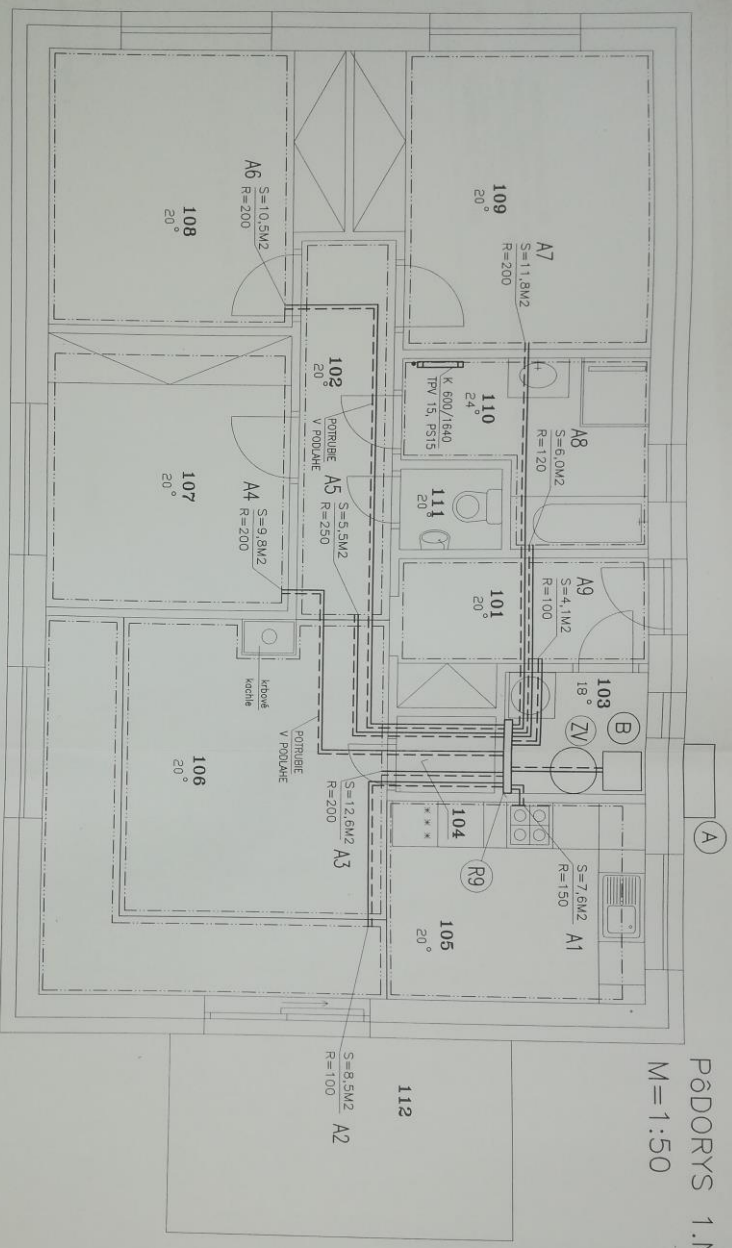 PôDORYS 1.
M=1:50
A
B
ZV
103
18°
R9
S=7,6M2 A1
R=150
105
20°
104
***
A9 S=4,1M2
R=100
101
20°
A8 S=6,0M2
R=120
110
24°
K 600/1640
TPV 15, PS15
111
20°
A7 S=11,8M2
R=200
109
20°
102
20°
POTRUBIE
V PODLAHE
A5 S=5,5M2
R=250
S=12,6M2 A3
R=200
POTRUBIE
V PODLAHE
krbové
kachle
106
20°
A6 S=10,5M2
R=200
108
20°
A4 S=9,8M2
R=200
107
20°
S=8,5M2 A2
R=100
112